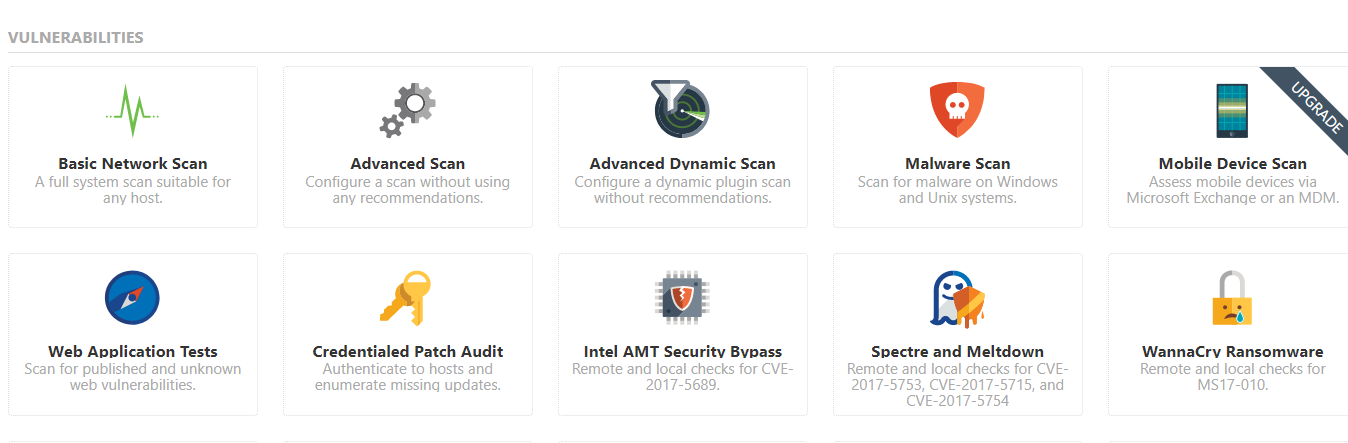 VULNERABILITIES
UPGRADE
Basic Network Scan
A full system scan suitable for
any host.
Advanced Scan
Configure a scan without using
any recommendations.
Advanced Dynamic Scan
Configure a dynamic plugin scan
without recommendations.
Malware Scan
Scan for malware on Windows
and Unix systems.
Mobile Device Scan
Assess mobile devices via
Microsoft Exchange or an MDM.
Web Application Tests
Scan for published and unknown
web vulnerabilities.
Credentialed Patch Audit
Authenticate to hosts and
enumerate missing updates.
Intel AMT Security Bypass
Remote and local checks for CVE-
2017-5689.
Spectre and Meltdown
Remote and local checks for CVE-
2017-5753, CVE-2017-5715, and
CVE-2017-5754
WannaCry Ransomware
Remote and local checks for
MS17-010.